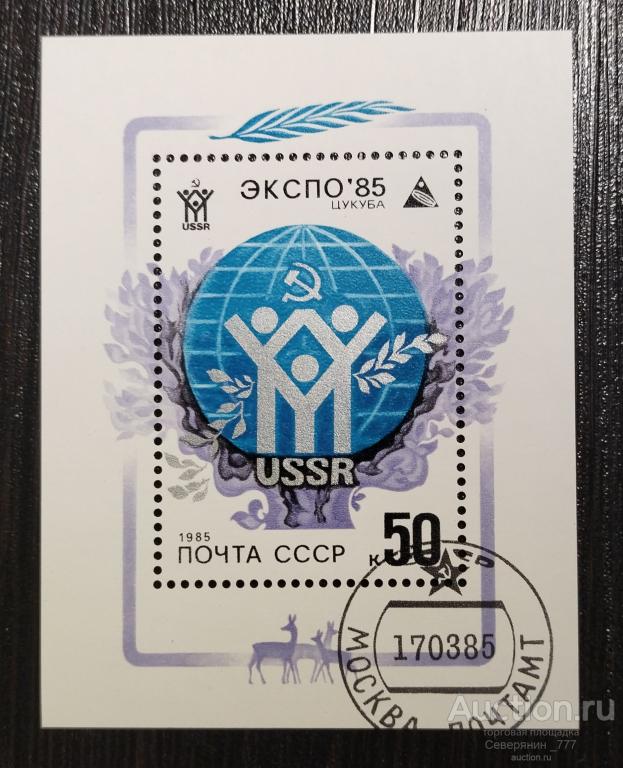 ЭКСПО'85
ЦУКУБА
USSR
USSR
1985
ПОЧТА СССР к 50
170385
МОСКВА ПОЧТАМТ
Auction.ru
торговая площадка
Северянин _777
auction.ru